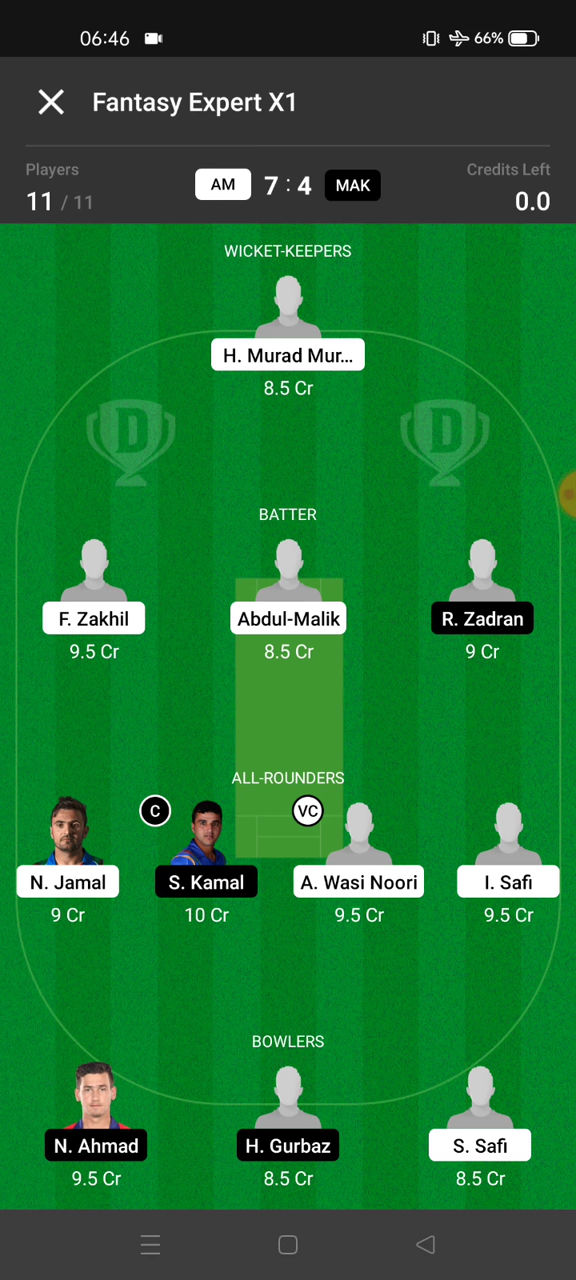 06:46
66%
Fantasy Expert X1
Players
Credits Left
11 / 11
AM 7 : 4 MAK
0.0
WICKET-KEEPERS
H. Murad Mur...
8.5 Cr
D D
BATTER
F. Zakhil
Abdul-Malik
R. Zadran
9.5 Cr
8.5 Cr
9 Cr
ALL-ROUNDERS
C
VC
N. Jamal
S. Kamal
A. Wasi Noori
I. Safi
9 Cr
10 Cr
9.5 Cr
9.5 Cr
BOWLERS
N. Ahmad
H. Gurbaz
S. Safi
9.5 Cr
8.5 Cr
8.5 Cr